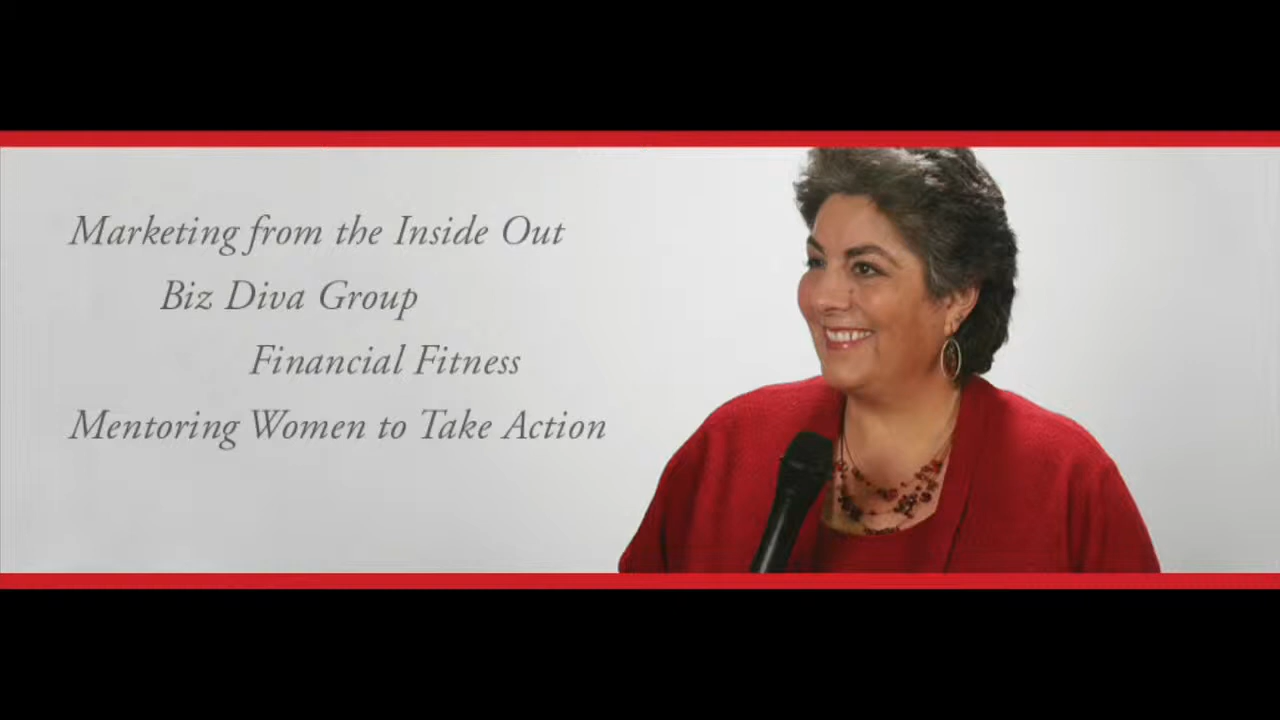 Marketing from the Inside Out
Biz Diva Group
Financial Fitness
Mentoring Women to Take Action